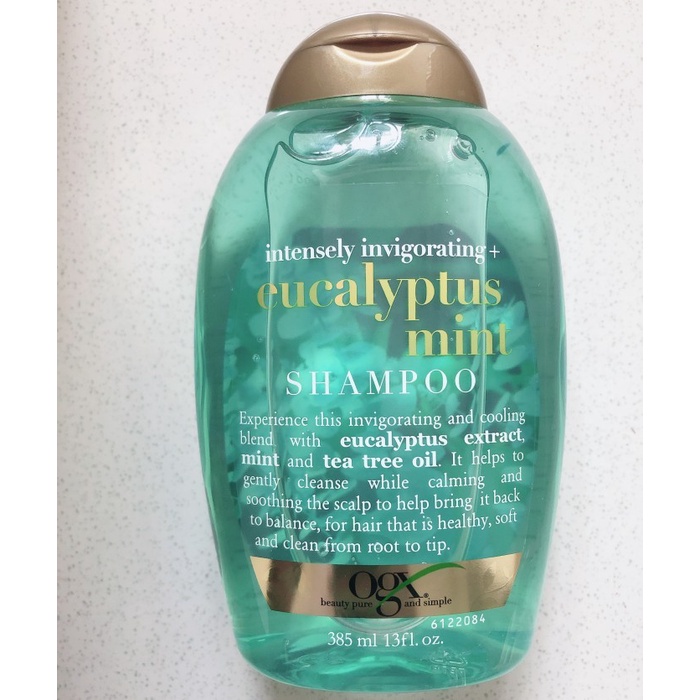 intensely invigorating+
eucalyptus
mint
SHAMPOO
Experience this invigorating and cooling
blend with eucalyptus extract,
mint and tea tree oil. It helps to
gently cleanse while calming and
soothing the scalp to help bring it back
to balance, for hair that is healthy, soft
and clean from root to tip.
ogx®
beauty pure and simple
6122084
385 ml 13fl. oz.